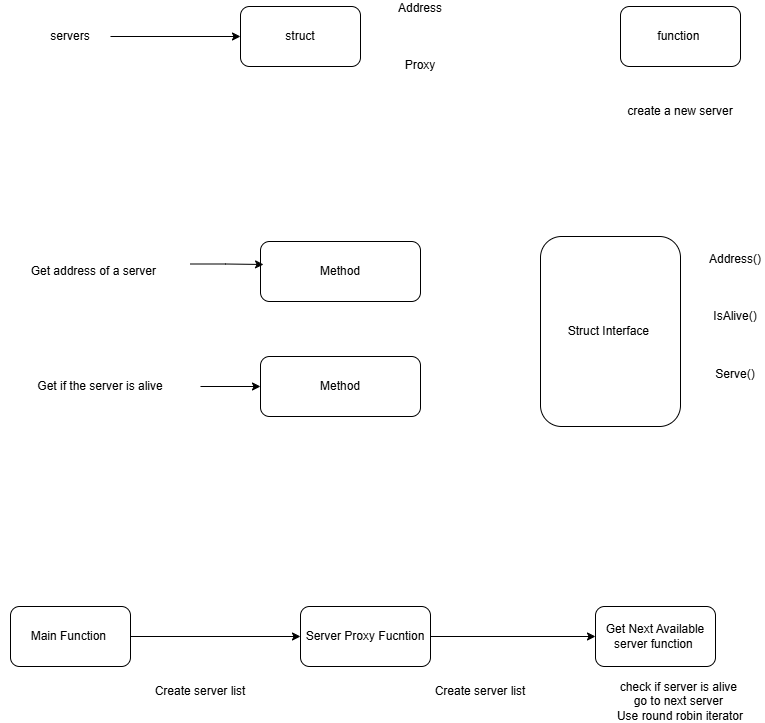 Address
servers
struct
function
Proxy
create a new server
Get address of a server
Method
Address()
IsAlive()
Struct Interface
Get if the server is alive
Method
Serve()
Main Function
Server Proxy Fucntion
Get Next Available
server function
Create server list
Create server list
check if server is alive
go to next server
Use round robin iterator